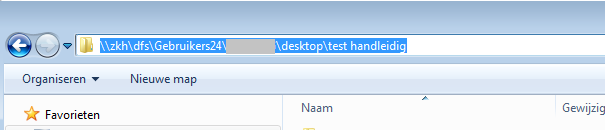 \\zkh\dfs\Gebruikers24\ \desktop\test handleidig
Organiseren Nieuwe map
Favorieten Naam Gewijzig